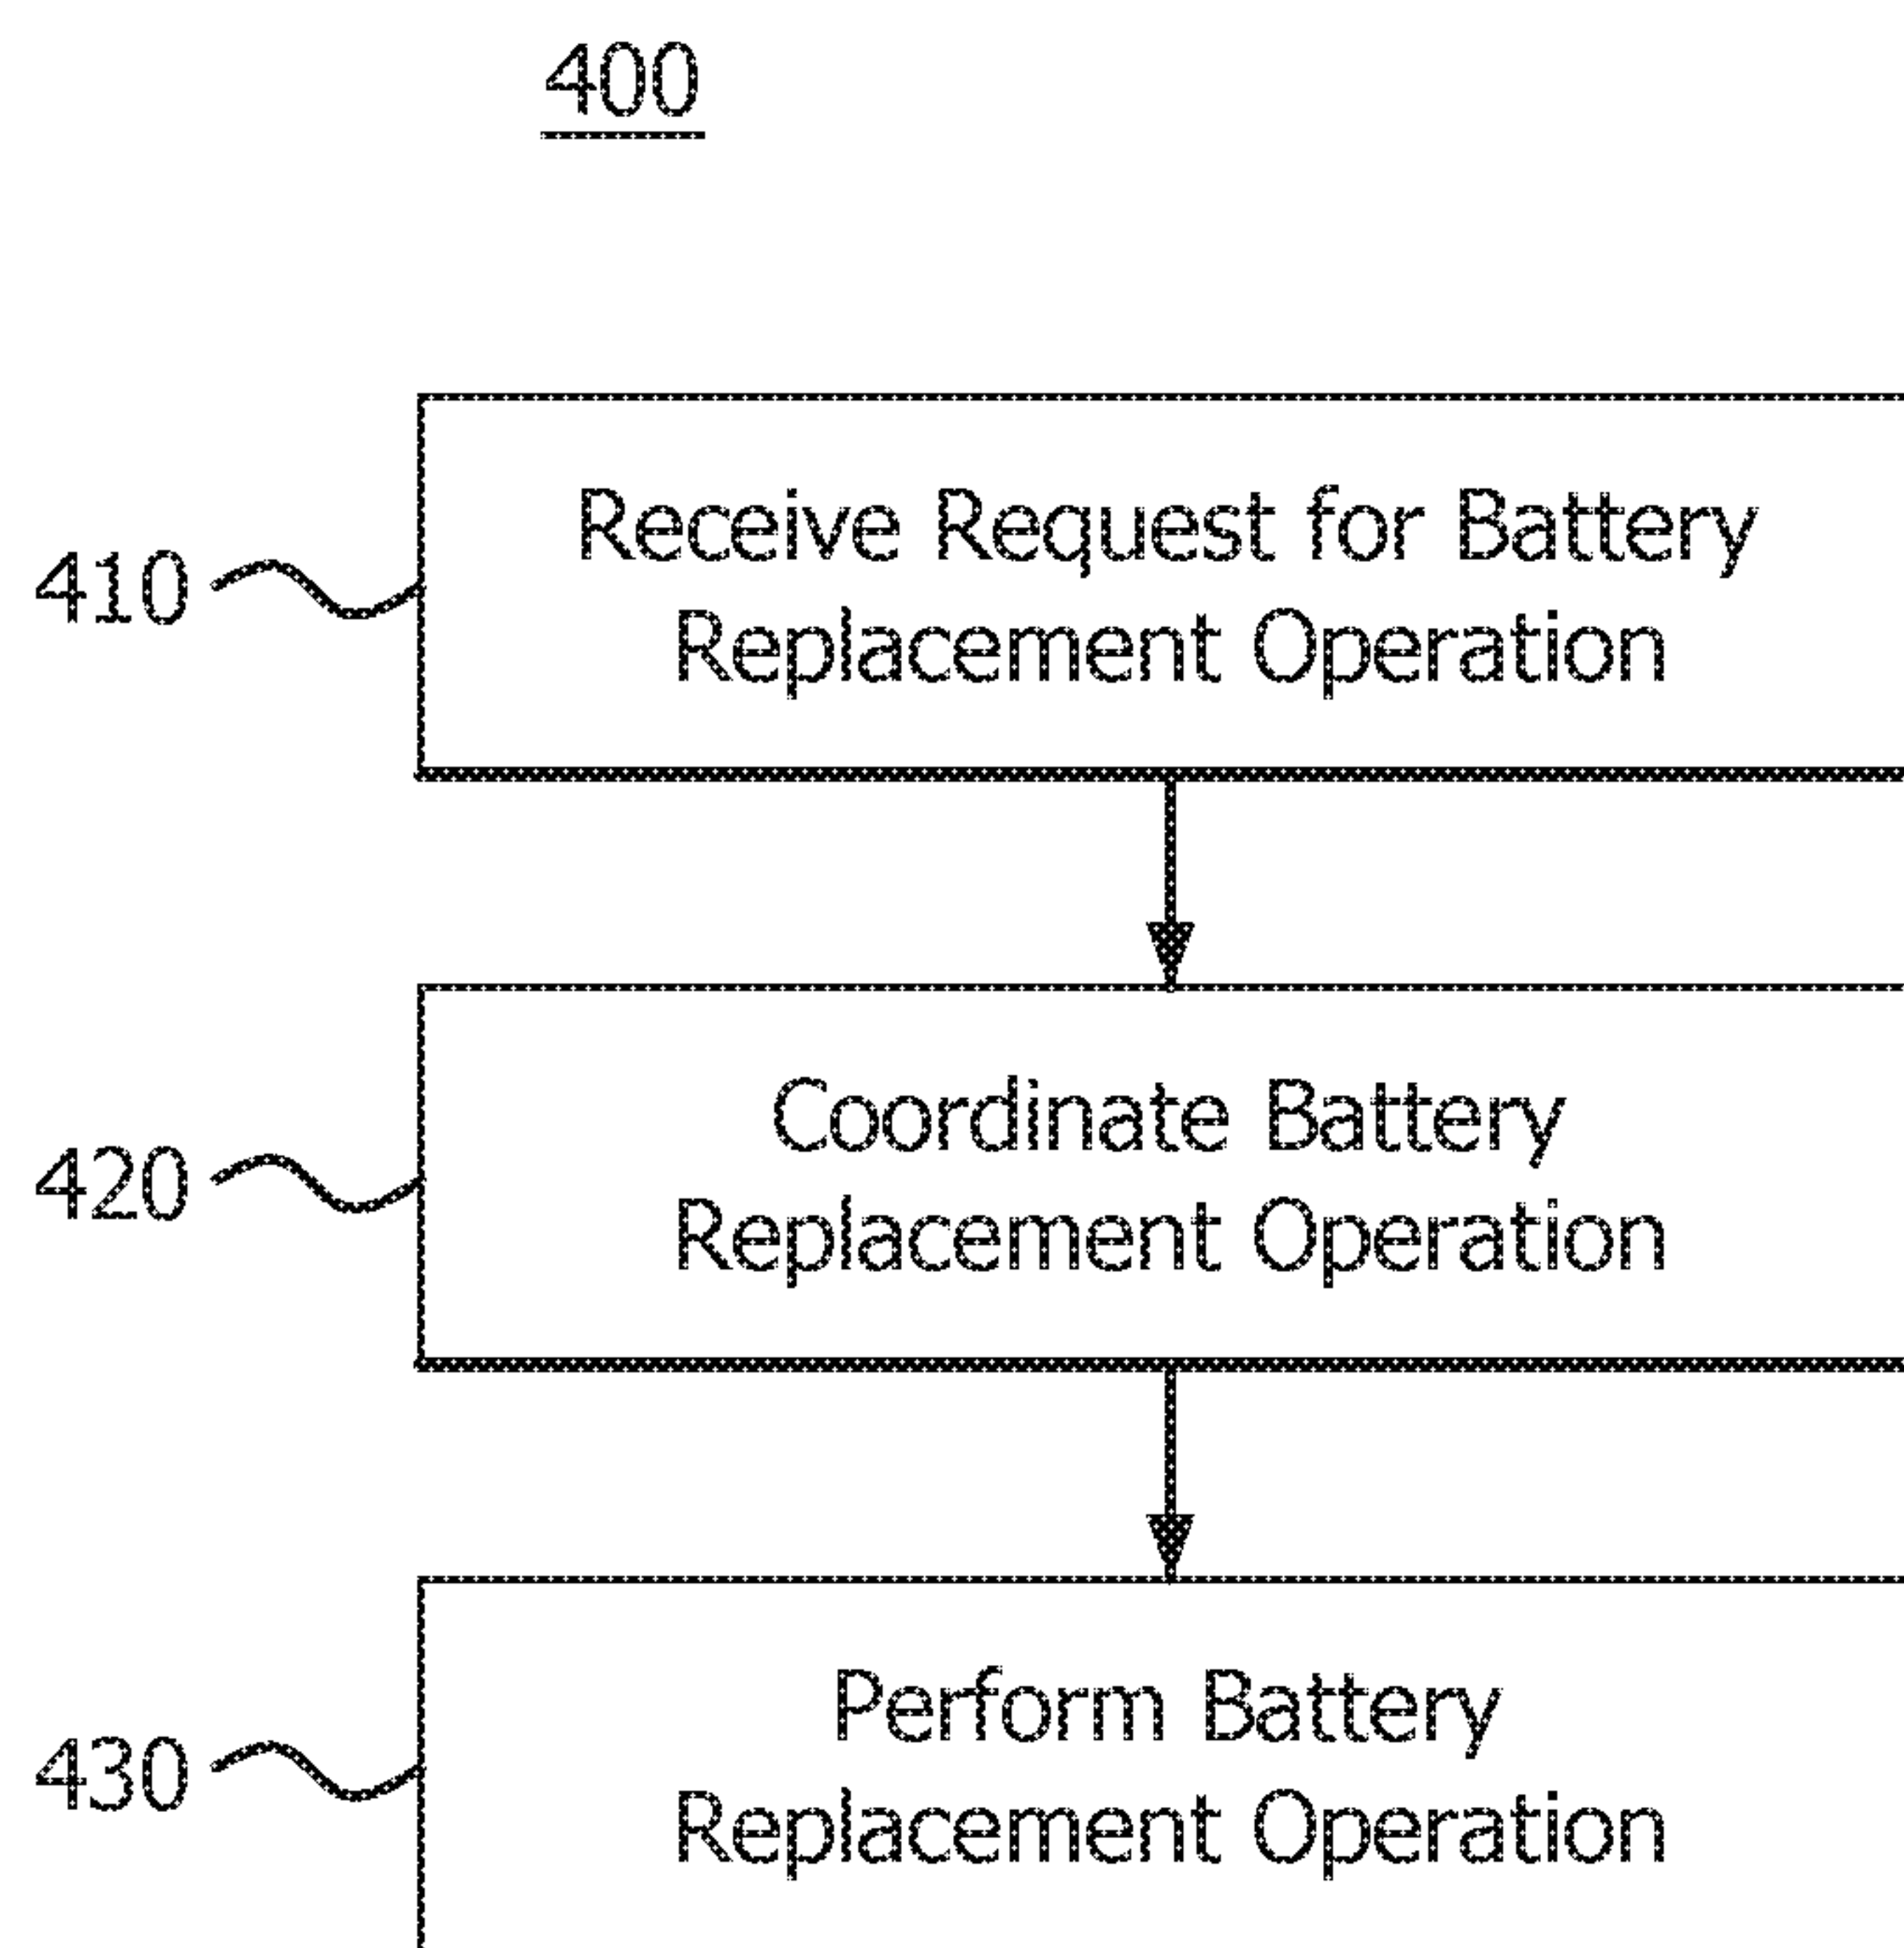 400
410
Receive Request for Battery
Replacement Operation
420
Coordinate Battery
Replacement Operation
430
Perform Battery
Replacement Operation